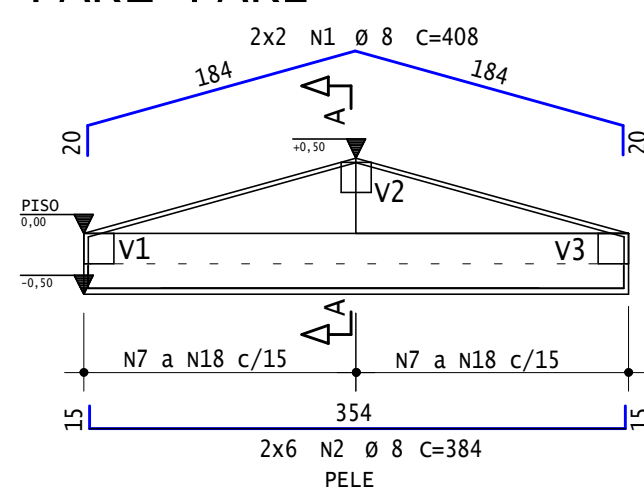 2x2 N1 Ø 8 C=408
184
184
20
20
A
+0,50
V2
PISO
0,00
V1
V3
-0,50
A
N7 a N18 c/15
N7 a N18 c/15
15
354
15
2x6 N2 Ø 8 C=384
PELE